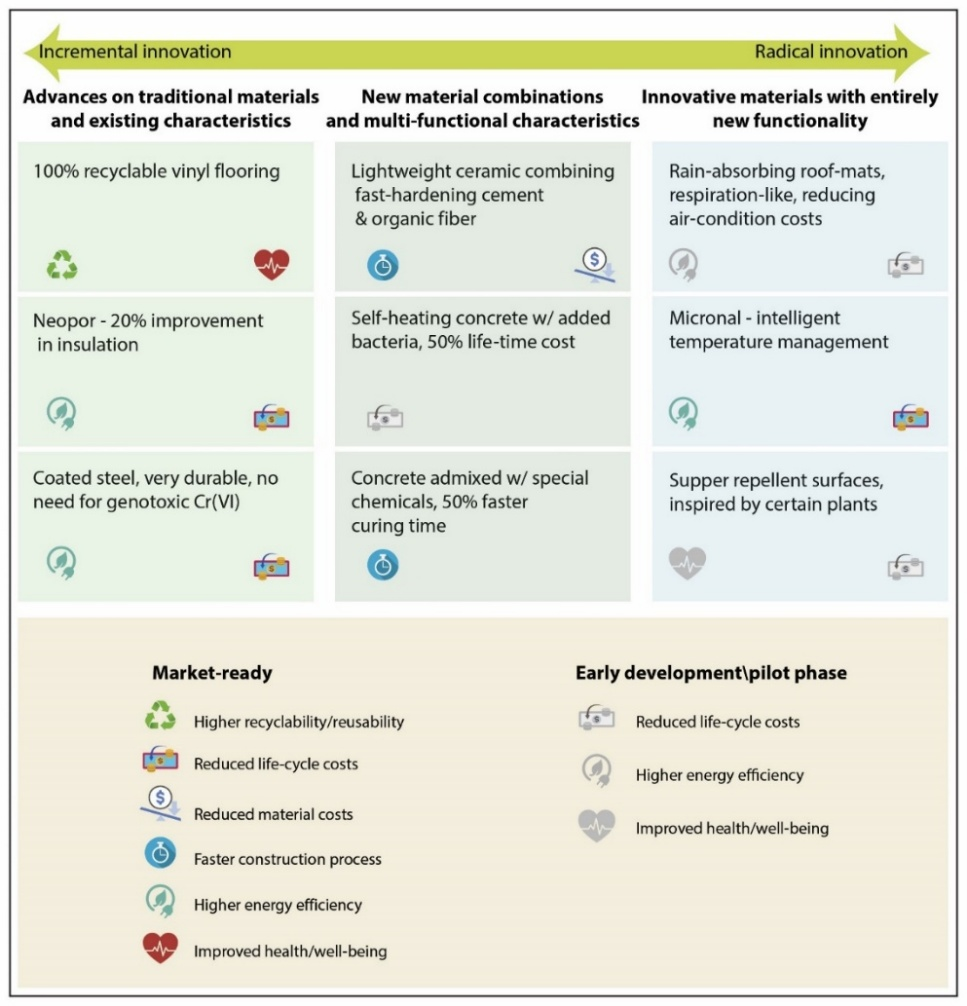 Incremental innovation
Radical innovation
Advances on traditional materials
and existing characteristics
New material combinations
and multi-functional characteristics
Innovative materials with entirely
new functionality
100% recyclable vinyl flooring
Lightweight ceramic combining
fast-hardening cement
& organic fiber
Rain-absorbing roof-mats,
respiration-like, reducing
air-condition costs
Neopor - 20% improvement
in insulation
Self-heating concrete w/ added
bacteria, 50% life-time cost
Micronal - intelligent
temperature management
Coated steel, very durable, no
need for genotoxic Cr(VI)
Concrete admixed w/ special
chemicals, 50% faster
curing time
Supper repellent surfaces,
inspired by certain plants
Market-ready
Higher recyclability/reusability
Reduced life-cycle costs
Reduced material costs
Faster construction process
Higher energy efficiency
Improved health/well-being
Early development\pilot phase
Reduced life-cycle costs
Higher energy efficiency
Improved health/well-being